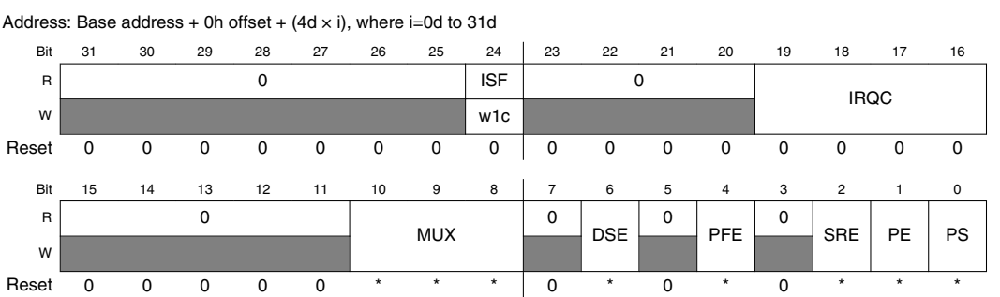 Address: Base address + 0h offset + (4d × i), where i=0d to 31d
Bit 31 30 29 28 27 26 25 24 23 22 21 20 19 18 17 16
R 0 ISF 0 IRQC
W w1c
Reset 0 0 0 0 0 0 0 0 0 0 0 0 0 0 0 0
Bit 15 14 13 12 11 10 9 8 7 6 5 4 3 2 1 0
R 0 MUX 0 DSE 0 PFE 0 SRE PE PS
W
Reset 0 0 0 0 0 * * * 0 * 0 * 0 * * *